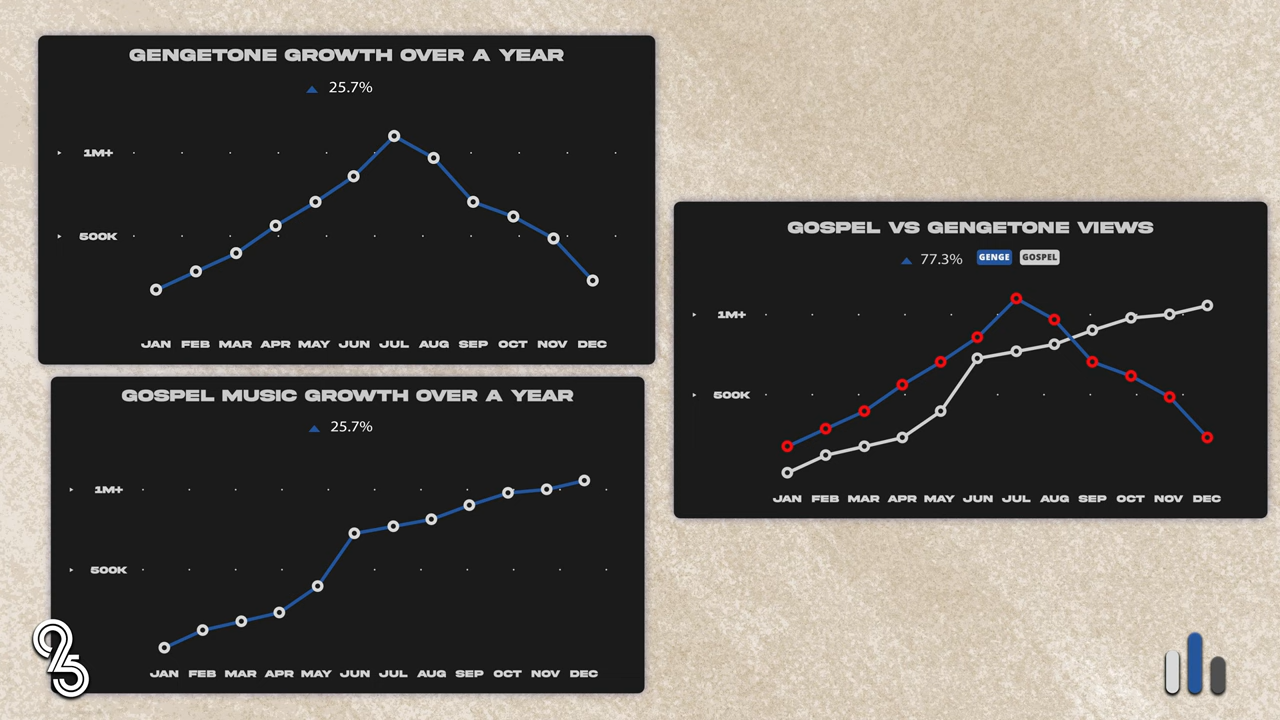 GENGETONE GROWTH OVER A YEAR
25.7%
1M+
500K
JAN FEB MAR APR MAY JUN JUL AUG SEP OCT NOV DEC
GOSPEL MUSIC GROWTH OVER A YEAR
25.7%
1M+
500K
JAN FEB MAR APR MAY JUN JUL AUG SEP OCT NOV DEC
GOSPEL VS GENGETONE VIEWS
77.3% GENGE GOSPEL
1M+
500K
JAN FEB MAR APR MAY JUN JUL AUG SEP OCT NOV DEC
95